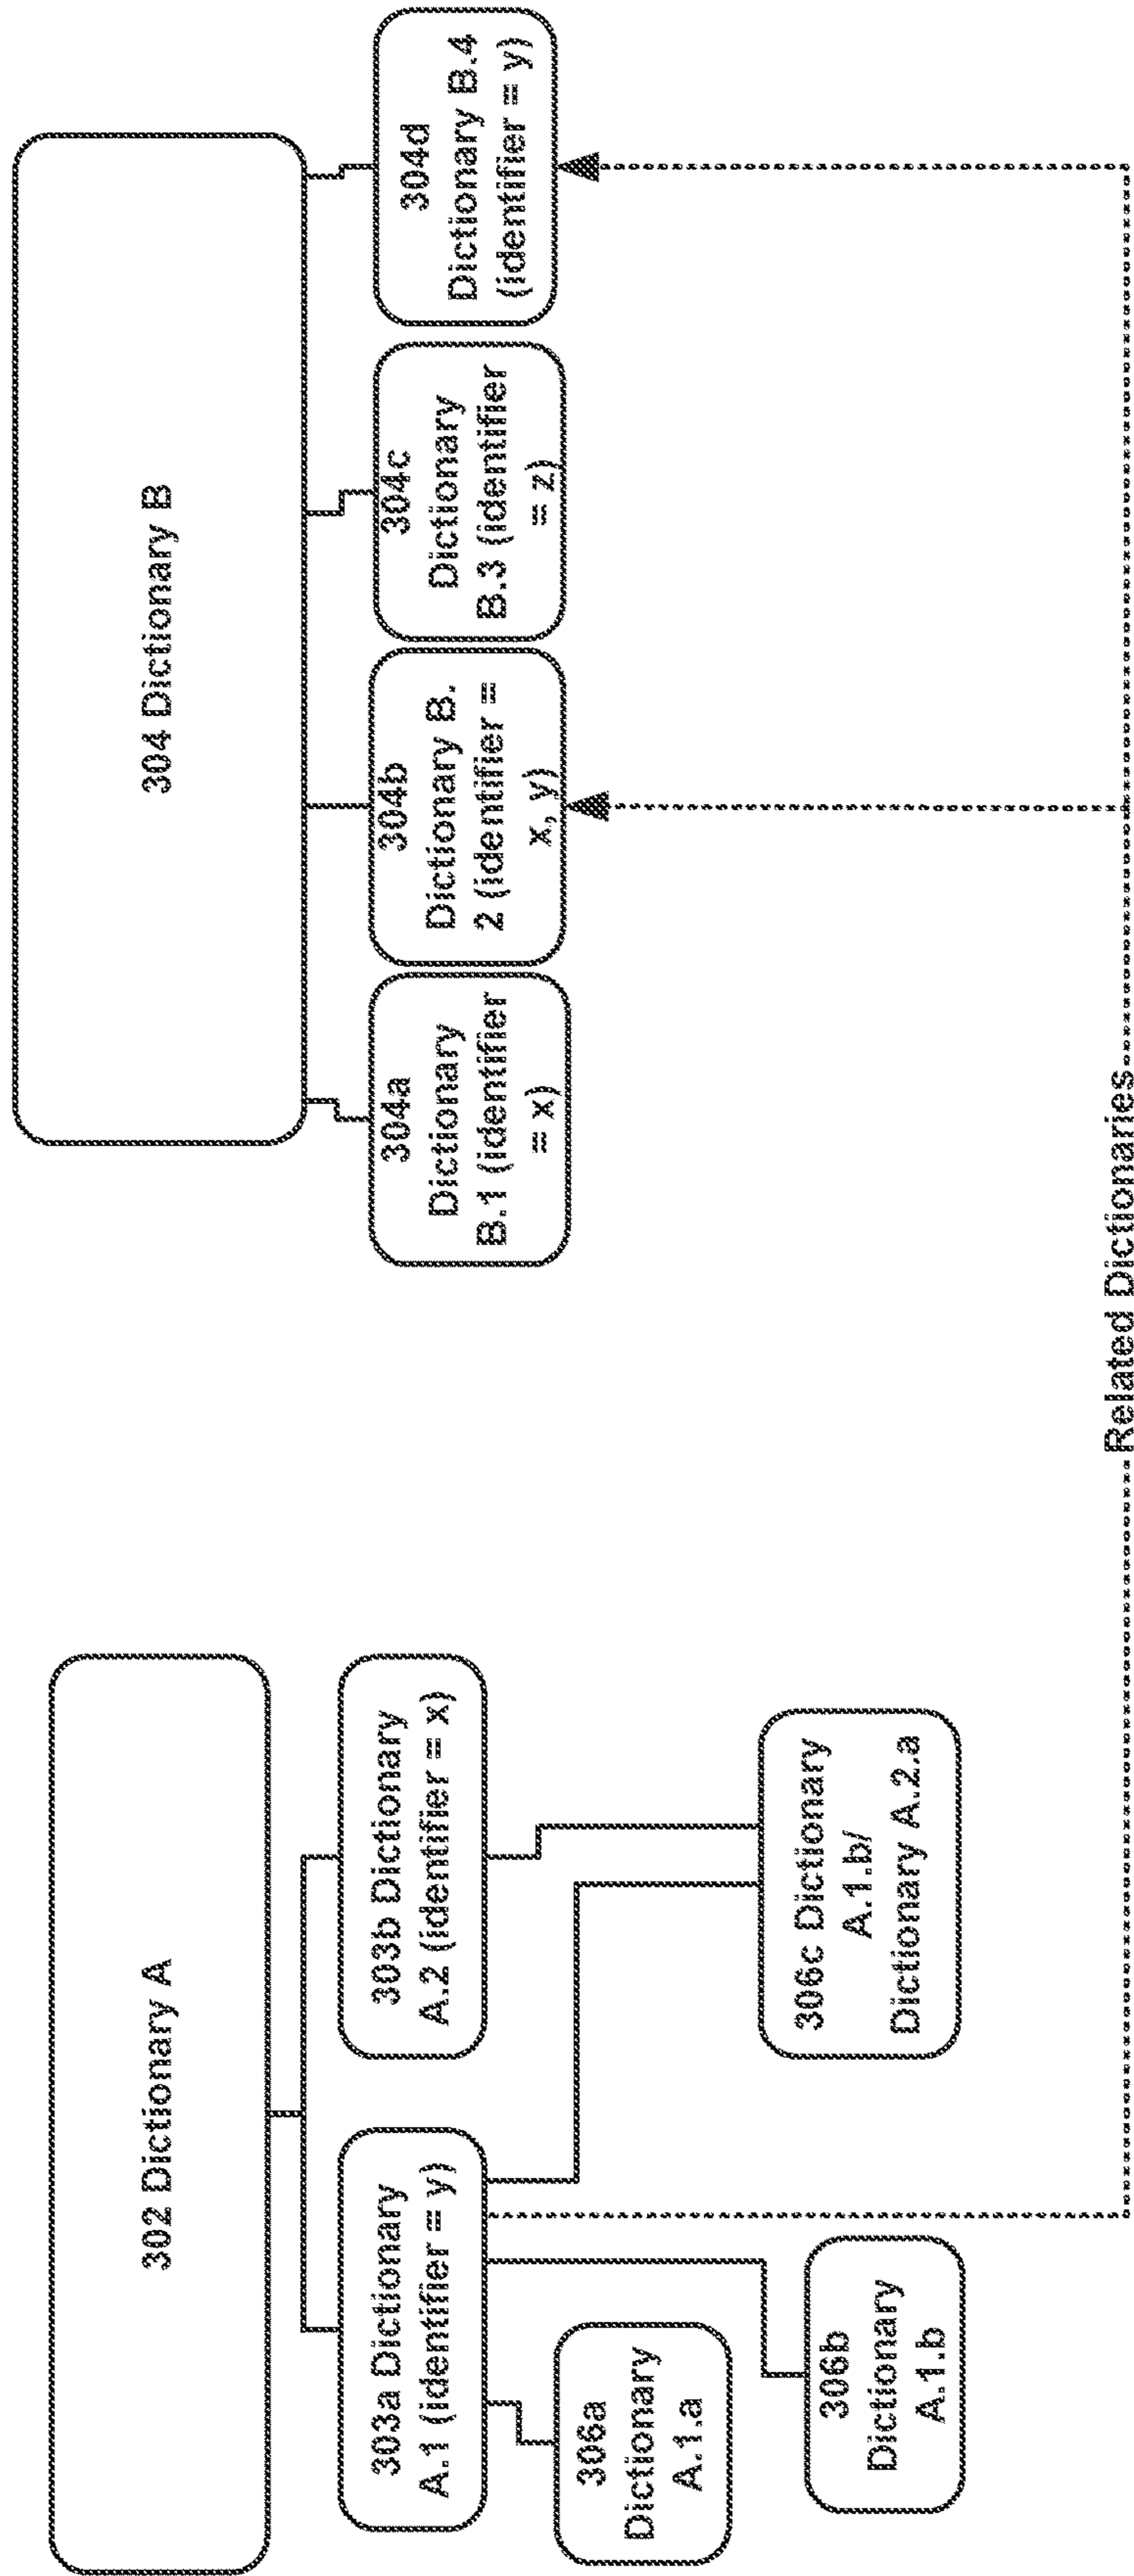 302 Dictionary A
303a Dictionary
A.1 (identifier = y)
303b Dictionary
A.2 (identifier = x)
306a
Dictionary
A.1.a
306b
Dictionary
A.1.b
306c Dictionary
A.1.b/
Dictionary A.2.a
304 Dictionary B
304a
Dictionary
B.1 (identifier
= x)
304b
Dictionary B.
2 (identifier =
x, y)
304c
Dictionary
B.3 (identifier
= z)
304d
Dictionary B.4
(identifier = y)
Related Dictionaries